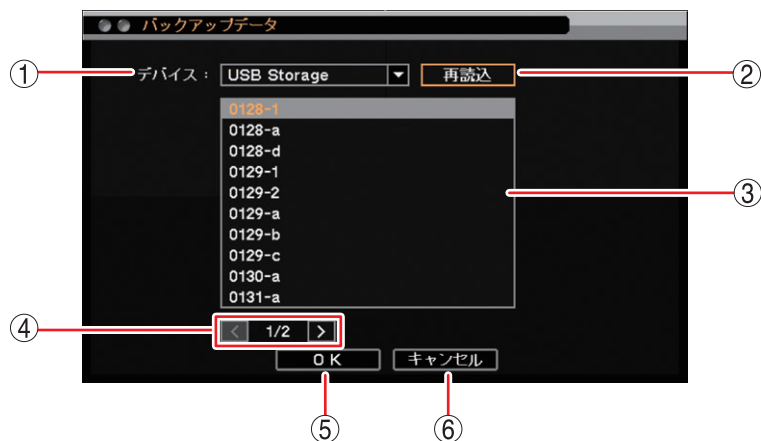 バックアップデータ
① デバイス : USB Storage 再読込 ②
0128-1
0128-a
0128-d
0129-1
0129-2 ③
0129-a
0129-b
0129-c
0130-a
0131-a
④ < 1/2 >
OK キャンセル
⑤ ⑥